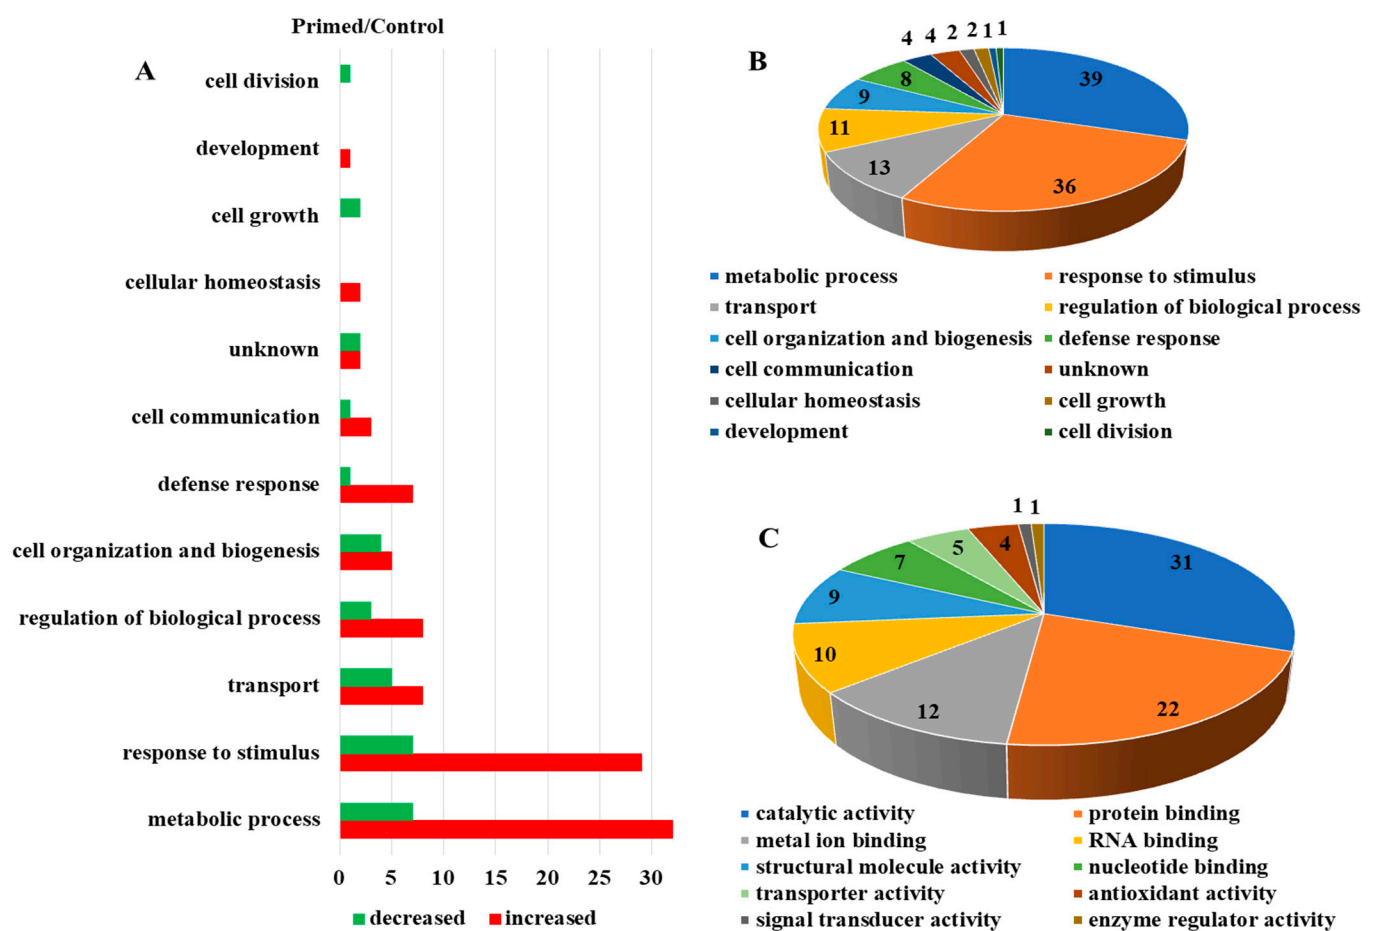 Primed/Control
A
cell division
development
cell growth
cellular homeostasis
unknown
cell communication
defense response
cell organization and biogenesis
regulation of biological process
transport
response to stimulus
metabolic process
0 5 10 15 20 25 30
decreased increased
B
4 4 2 2 1 1
39
8
9
11
13
36
metabolic process response to stimulus
transport regulation of biological process
cell organization and biogenesis defense response
cell communication unknown
cellular homeostasis cell growth
development cell division
C
1 1
31
4
5
7
9
10
12
22
catalytic activity protein binding
metal ion binding RNA binding
structural molecule activity nucleotide binding
transporter activity antioxidant activity
signal transducer activity enzyme regulator activity